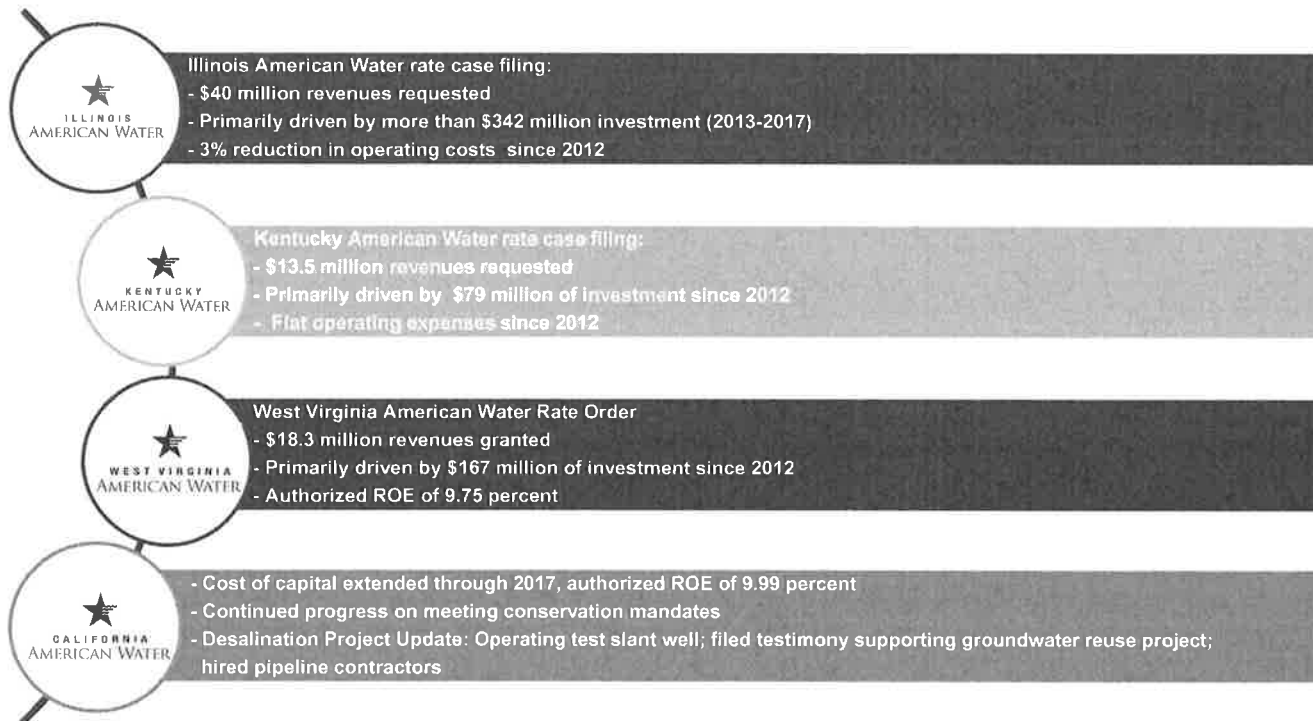 ILLINOIS
AMERICAN WATER
Illinois American Water rate case filing:
- $40 million revenues requested
- Primarily driven by more than $342 million investment (2013-2017)
- 3% reduction in operating costs since 2012
KENTUCKY
AMERICAN WATER
Kentucky American Water rate case filing:
- $13.5 million revenues requested
- Primarily driven by $79 million of investment since 2012
- Flat operating expenses since 2012
WEST VIRGINIA
AMERICAN WATER
West Virginia American Water Rate Order
- $18.3 million revenues granted
- Primarily driven by $167 million of investment since 2012
- Authorized ROE of 9.75 percent
CALIFORNIA
AMERICAN WATER
- Cost of capital extended through 2017, authorized ROE of 9.99 percent
- Continued progress on meeting conservation mandates
- Desalination Project Update: Operating test slant well; filed testimony supporting groundwater reuse project;
hired pipeline contractors